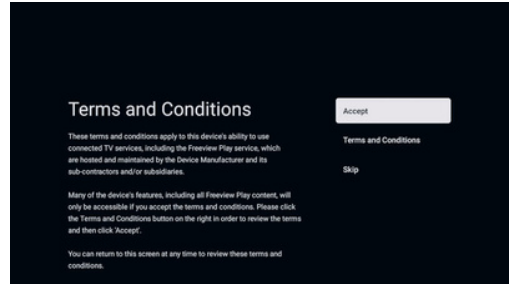 Terms and Conditions
These terms and conditions apply to this device's ability to use
connected TV services, including the Freeview Play service, which
are hosted and maintained by the Device Manufacturer and its
sub-contractors and/or subsidiaries.
Many of the device's features, including all Freeview Play content, will
only be accessible if you accept the terms and conditions. Please click
the Terms and Conditions button on the right in order to review the terms
and then click 'Accept'.
You can return to this screen at any time to review these terms and
conditions.
Accept
Terms and Conditions
Skip